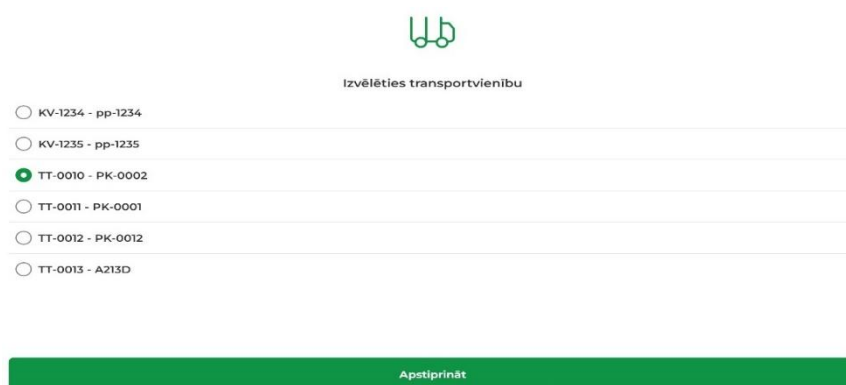 Izvēlēties transportvienību
KV-1234 - pp-1234
KV-1235 - pp-1235
TT-0010 - PK-0002
TT-0011 - PK-0001
TT-0012 - PK-0012
TT-0013 - A213D
Apstiprināt